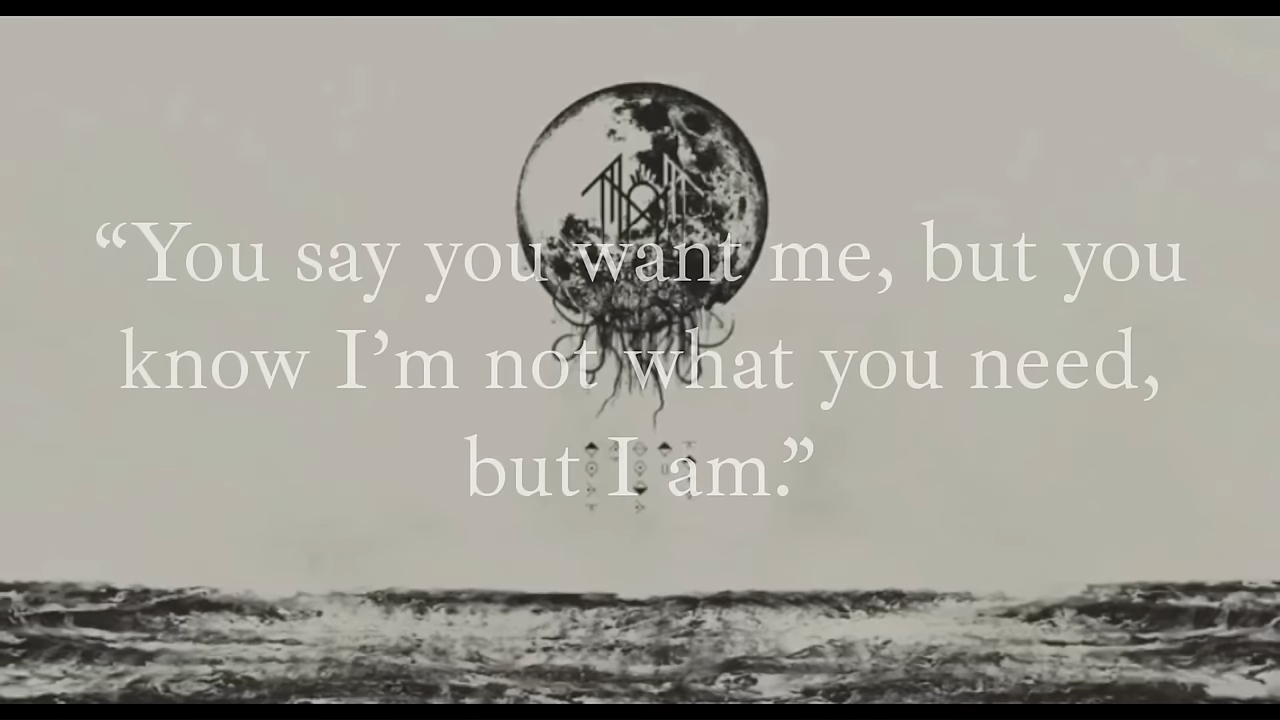 “You say you want me, but you
know I’m not what you need,
but I am.”